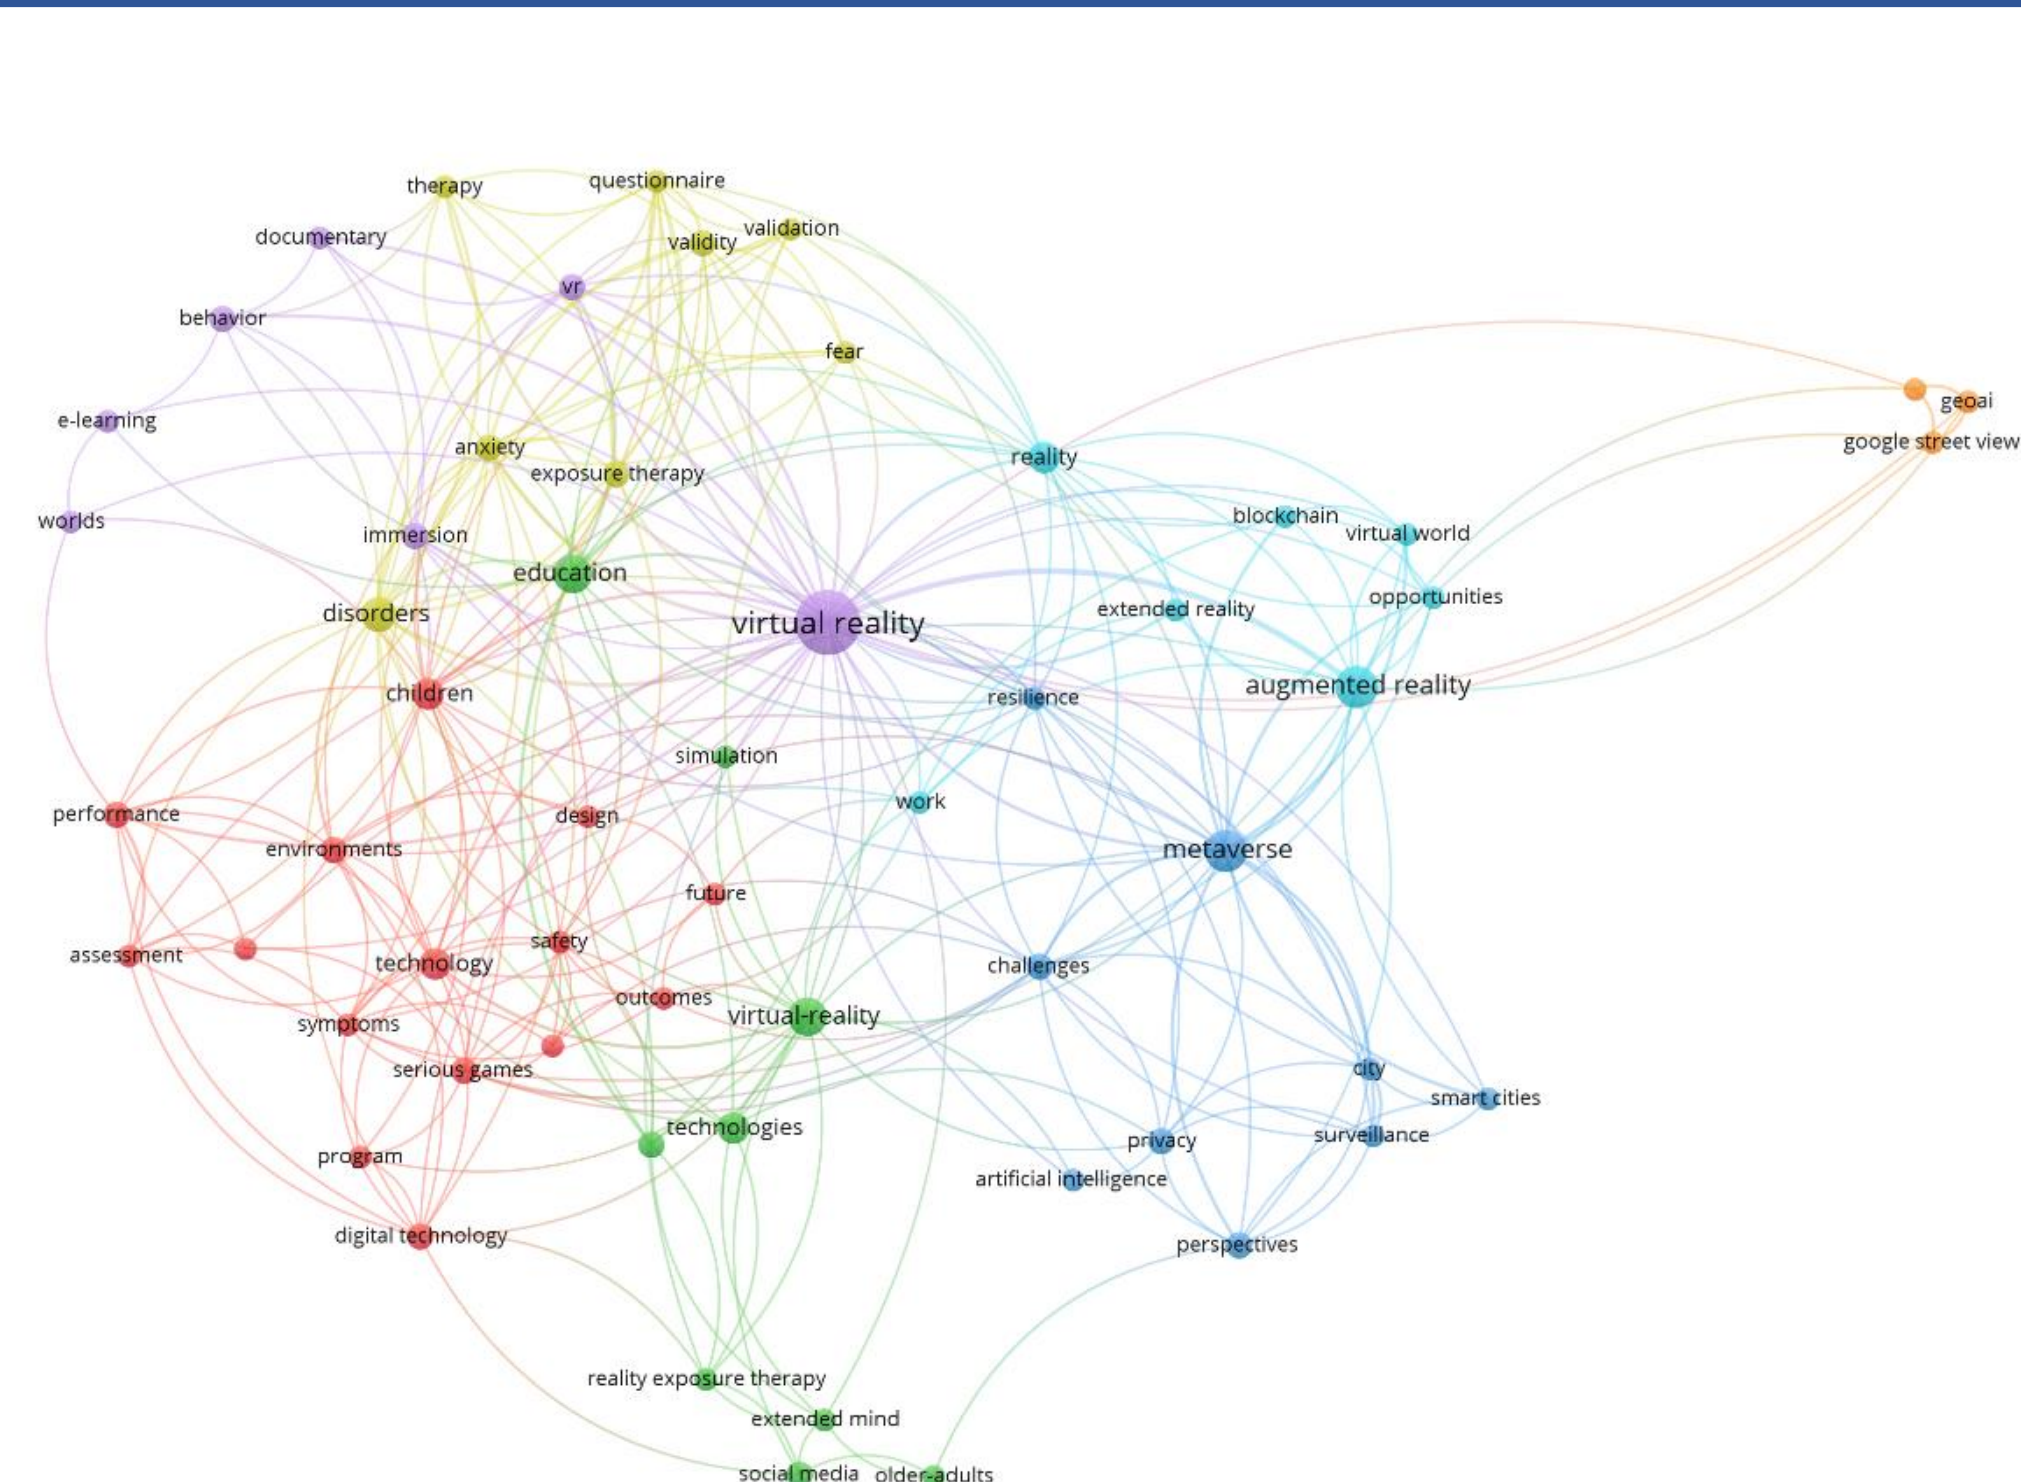 therapy
questionnaire
validation
documentary
validity
vr
behavior
fear
geoai
e-learning
google street view
anxiety
reality
exposure therapy
blockchain
worlds
virtual world
immersion
education
opportunities
extended reality
disorders
virtual reality
augmented reality
children
resilience
simulation
work
performance
design
environments
metaverse
future
safety
assessment
technology
challenges
outcomes
virtual-reality
symptoms
serious games
city
smart cities
technologies
surveillance
privacy
program
artificial intelligence
digital technology
perspectives
reality exposure therapy
extended mind
social media
older-adults